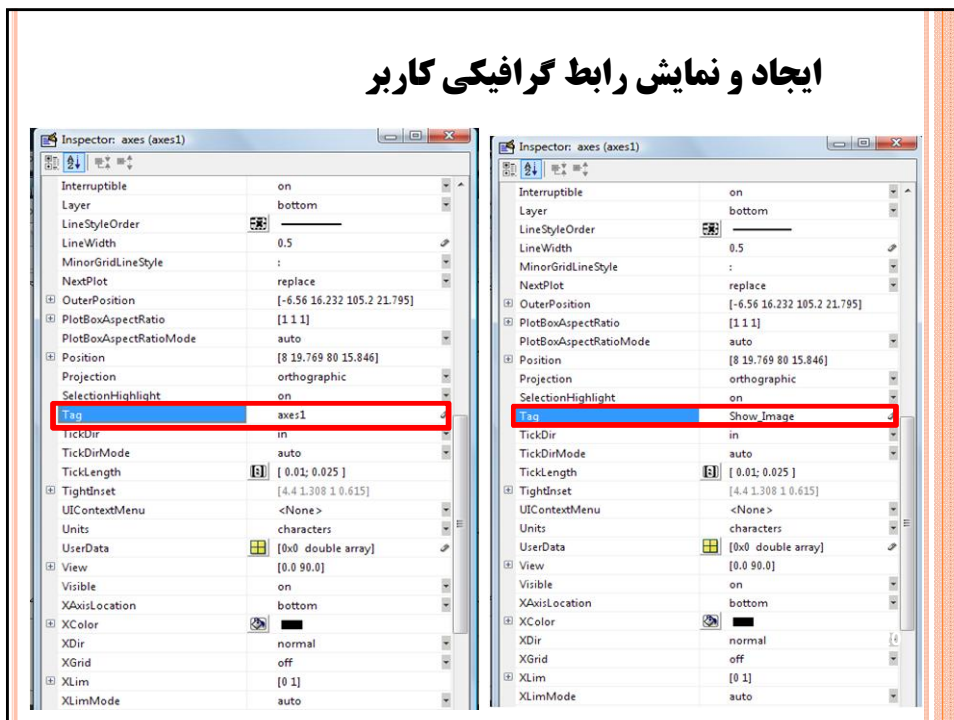 ایجاد و نمایش رابط گرافیکی کاربر
Inspector: axes (axes1)
Interruptible on
Layer bottom
LineStyleOrder
LineWidth 0.5
MinorGridLineStyle :
NextPlot replace
OuterPosition [-6.56 16.232 105.2 21.795]
PlotBoxAspectRatio [1 1 1]
PlotBoxAspectRatioMode auto
Position [8 19.769 80 15.846]
Projection orthographic
SelectionHighlight on
Tag axes1
TickDir in
TickDirMode auto
TickLength [ 0.01; 0.025 ]
TightInset [4.4 1.308 1 0.615]
UIContextMenu <None>
Units characters
UserData [0x0 double array]
View [0.0 90.0]
Visible on
XAxisLocation bottom
XColor
XDir normal
XGrid off
XLim [0 1]
XLimMode auto
Inspector: axes (axes1)
Interruptible on
Layer bottom
LineStyleOrder
LineWidth 0.5
MinorGridLineStyle :
NextPlot replace
OuterPosition [-6.56 16.232 105.2 21.795]
PlotBoxAspectRatio [1 1 1]
PlotBoxAspectRatioMode auto
Position [8 19.769 80 15.846]
Projection orthographic
SelectionHighlight on
Tag Show_Image
TickDir in
TickDirMode auto
TickLength [ 0.01; 0.025 ]
TightInset [4.4 1.308 1 0.615]
UIContextMenu <None>
Units characters
UserData [0x0 double array]
View [0.0 90.0]
Visible on
XAxisLocation bottom
XColor
XDir normal
XGrid off
XLim [0 1]
XLimMode auto